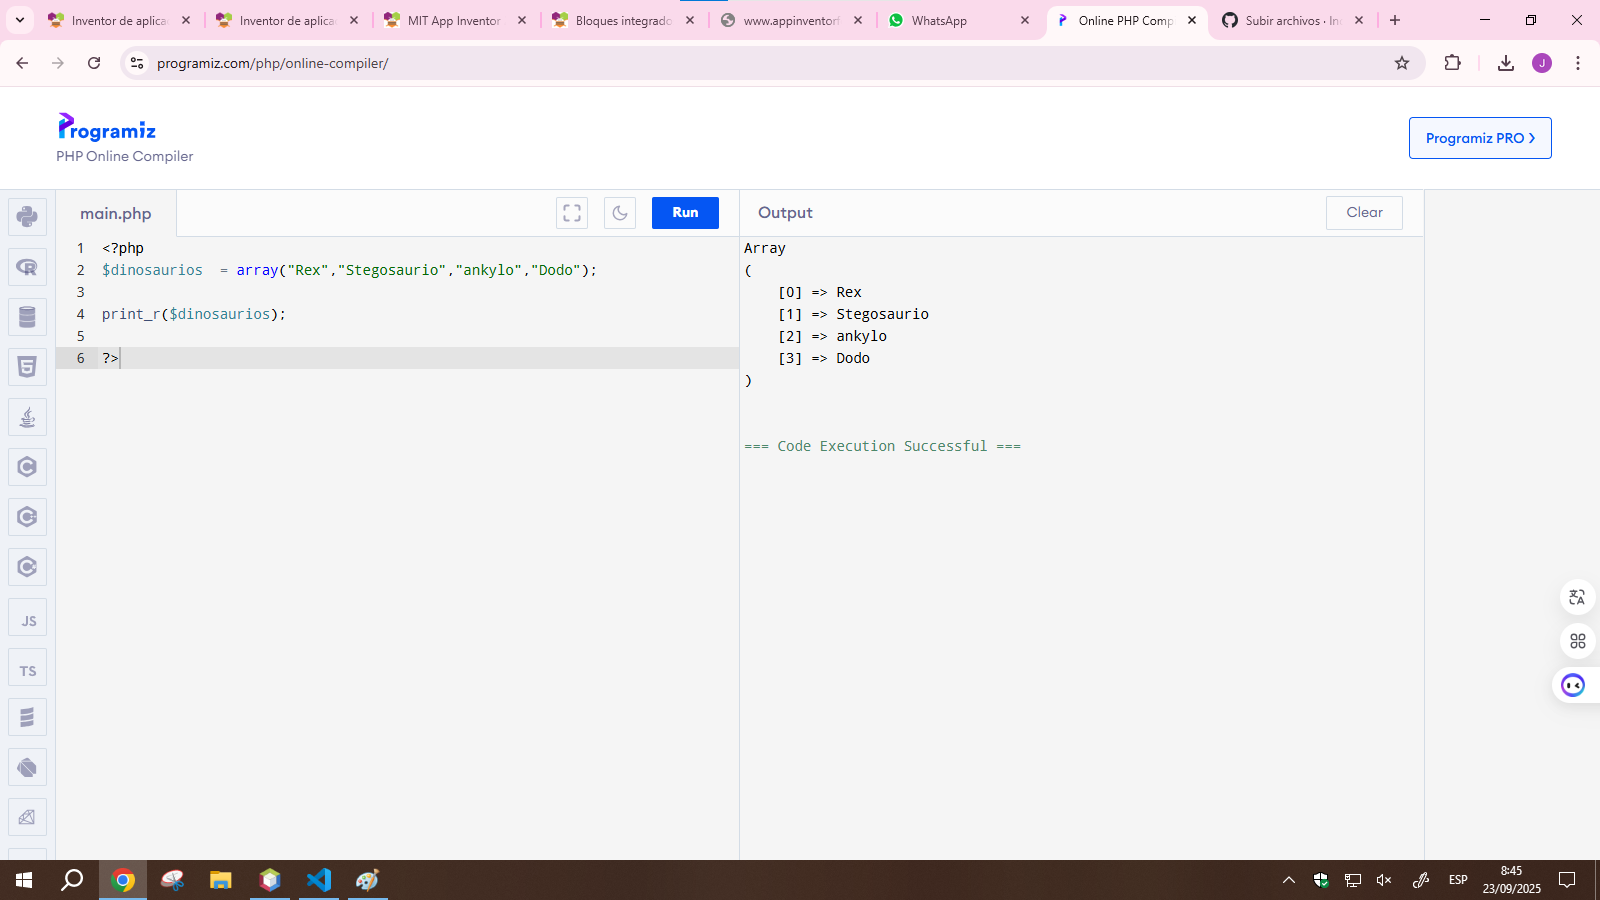 Inventor de aplicac
Inventor de aplicac
MIT App Inventor
Bloques integrado
www.appinventorf
WhatsApp
Online PHP Comp
Subir archivos · In
programiz.com/php/online-compiler/
J
Programiz
PHP Online Compiler
Programiz PRO
main.php
Run
Output
Clear
1 <?php
2 $dinosaurios  = array("Rex","Stegosaurio","ankylo","Dodo");
3
4 print_r($dinosaurios);
5
6 ?>
Array
(
    [0] => Rex
    [1] => Stegosaurio
    [2] => ankylo
    [3] => Dodo
)
=== Code Execution Successful ===
JS
TS
ESP
8:45
23/09/2025